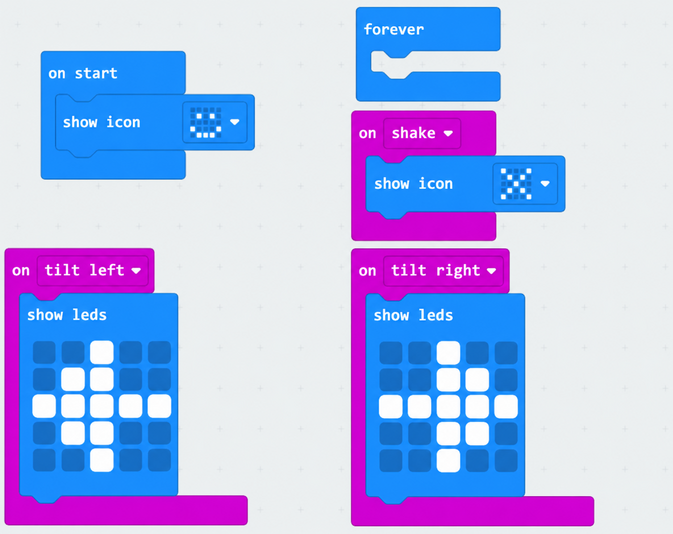 on start
show icon
forever
on shake
show icon
on tilt left
show leds
on tilt right
show leds